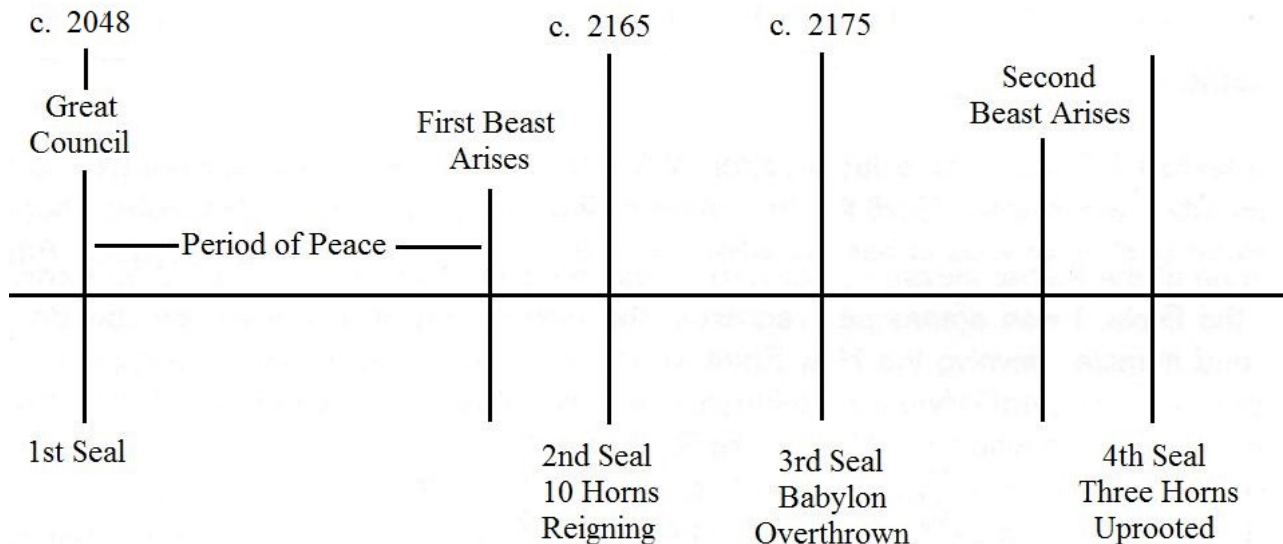 c. 2048
c. 2165
c. 2175
Great
Council
First Beast
Arises
Second
Beast Arises
Period of Peace
1st Seal
2nd Seal
10 Horns
Reigning
3rd Seal
Babylon
Overthrown
4th Seal
Three Horns
Uprooted